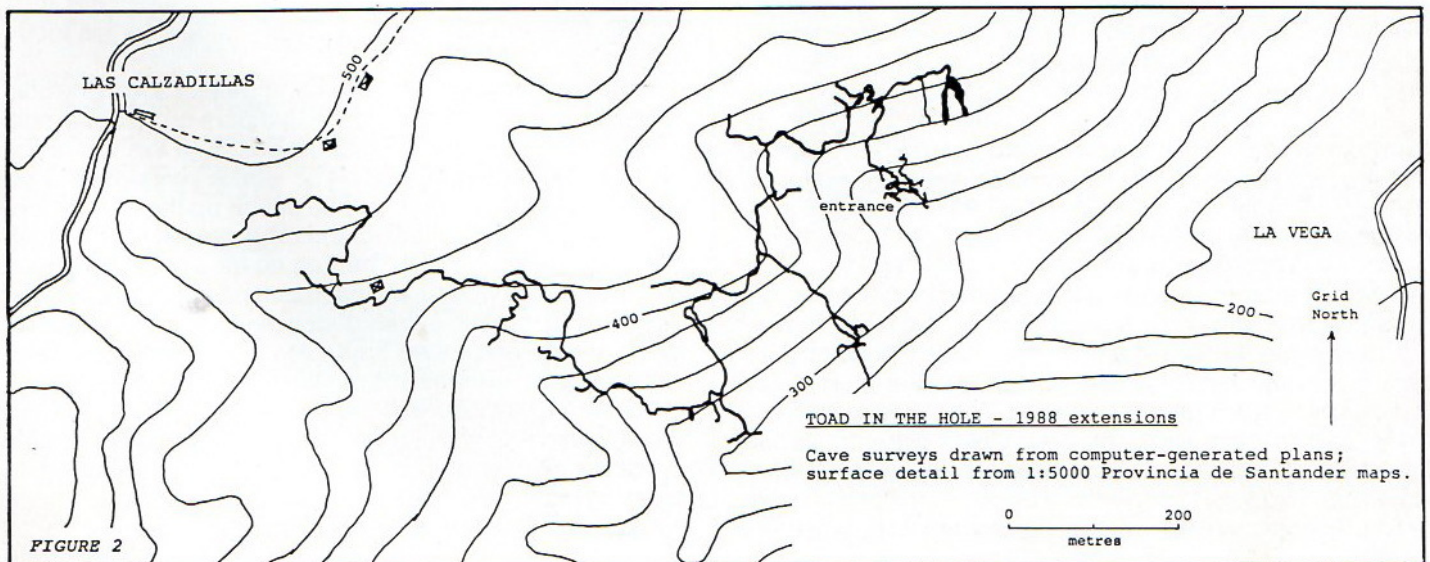 LAS CALZADILLAS
500
entrance
LA VEGA
200
Grid
North
400
300
TOAD IN THE HOLE - 1988 extensions
Cave surveys drawn from computer-generated plans;
surface detail from 1:5000 Provincia de Santander maps.
0 200
metres
FIGURE 2